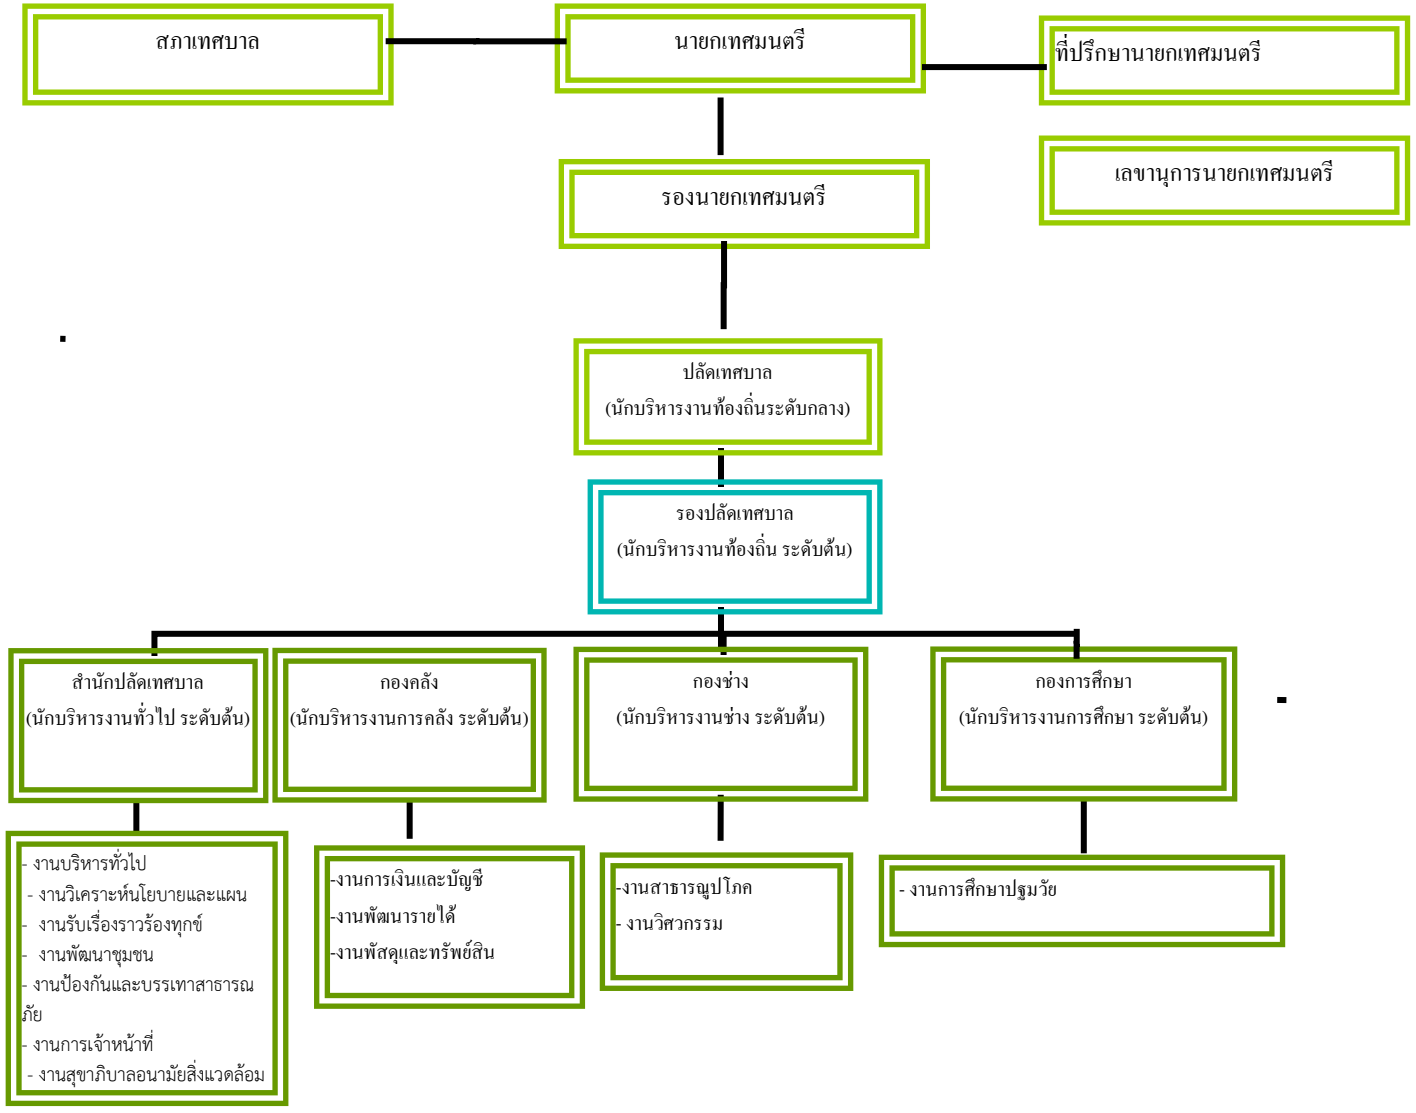 สภาเทศบาล
นายกเทศมนตรี
ที่ปรึกษานายกเทศมนตรี
เลขานุการนายกเทศมนตรี
รองนายกเทศมนตรี
ปลัดเทศบาล
(นักบริหารงานท้องถิ่นระดับกลาง)
รองปลัดเทศบาล
(นักบริหารงานท้องถิ่น ระดับต้น)
สำนักปลัดเทศบาล
(นักบริหารงานทั่วไป ระดับต้น)
กองคลัง
(นักบริหารงานการคลัง ระดับต้น)
กองช่าง
(นักบริหารงานช่าง ระดับต้น)
กองการศึกษา
(นักบริหารงานการศึกษา ระดับต้น)
- งานบริหารทั่วไป
- งานวิเคราะห์นโยบายและแผน
- งานรับเรื่องราวร้องทุกข์
- งานพัฒนาชุมชน
- งานป้องกันและบรรเทาสาธารณ
ภัย
- งานการเจ้าหน้าที่
- งานสุขาภิบาลอนามัยสิ่งแวดล้อม
-งานการเงินและบัญชี
-งานพัฒนารายได้
-งานพัสดุและทรัพย์สิน
-งานสาธารณูปโภค
- งานวิศวกรรม
- งานการศึกษาปฐมวัย